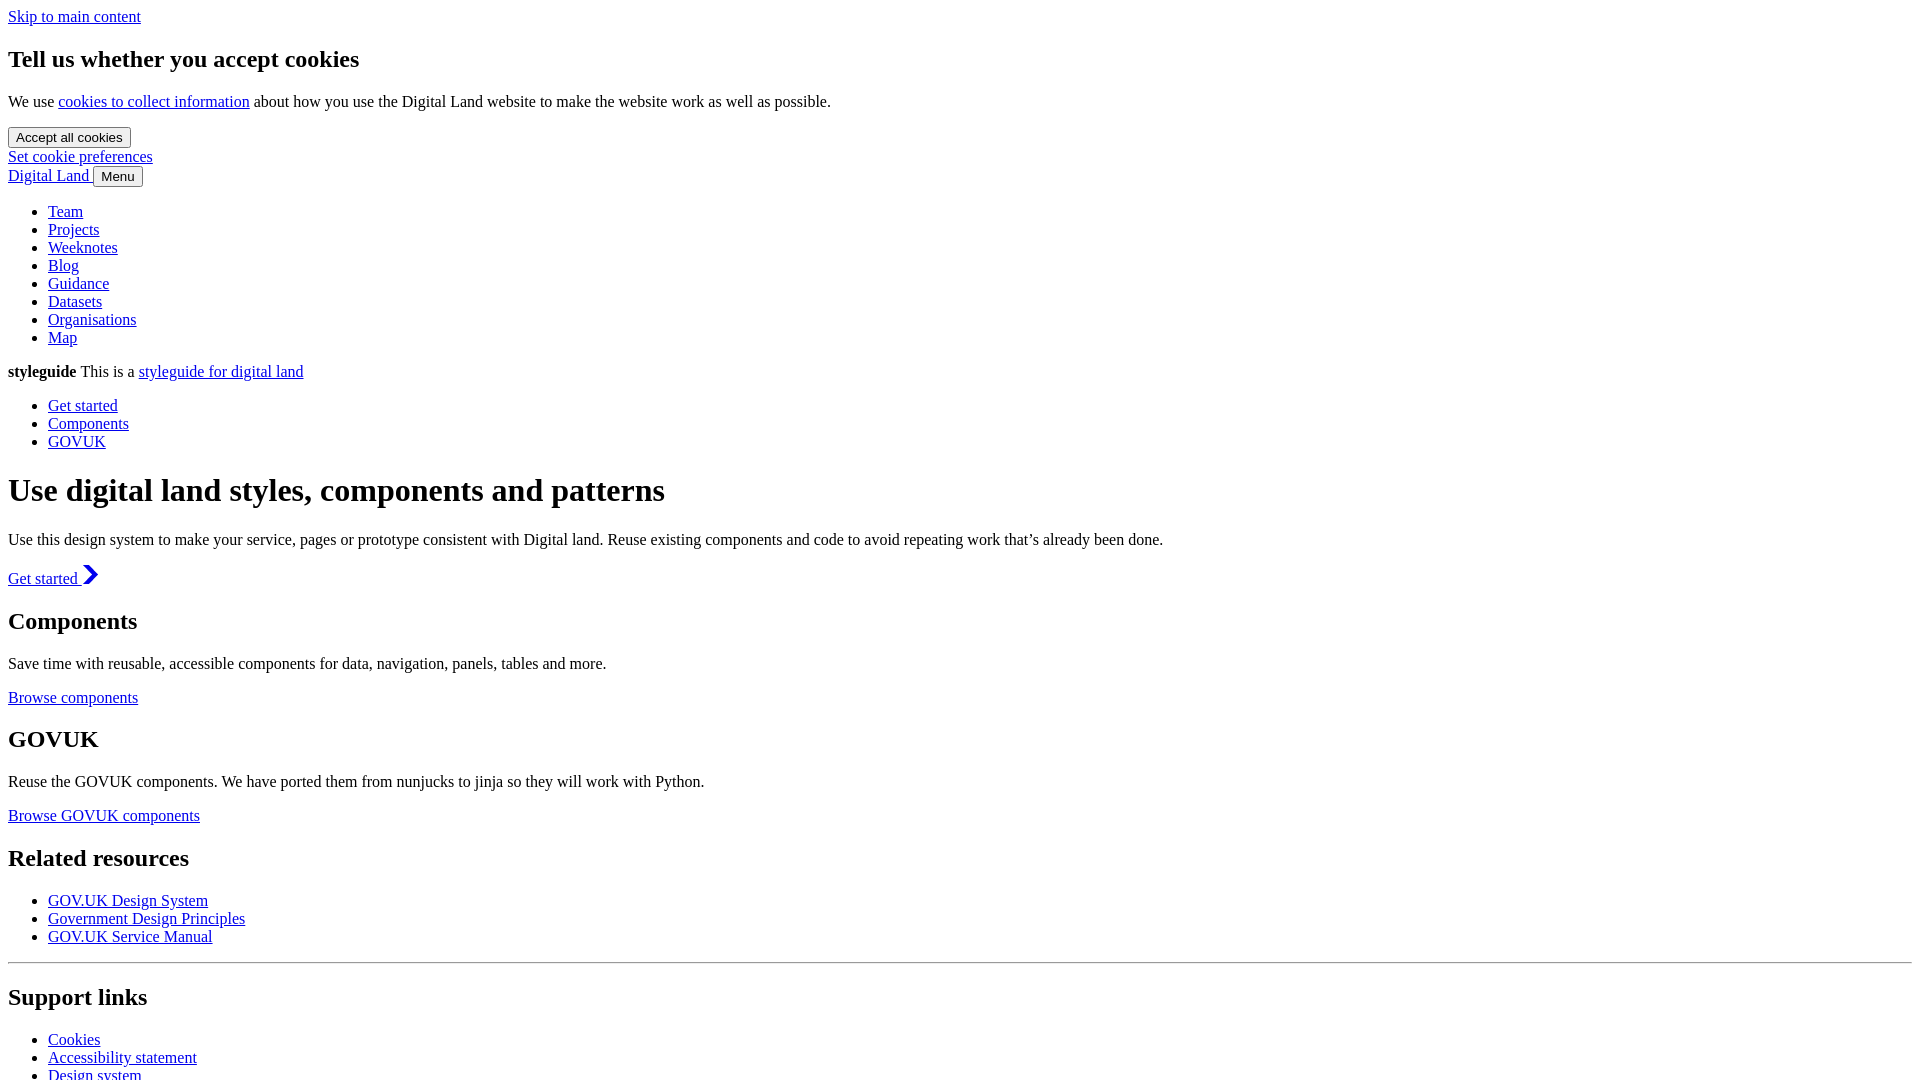 Skip to main content
Tell us whether you accept cookies
We use cookies to collect information about how you use the Digital Land website to make the website work as well as possible.
Accept all cookies
Set cookie preferences
Digital Land Menu
Team
Projects
Weeknotes
Blog
Guidance
Datasets
Organisations
Map
styleguide This is a styleguide for digital land
Get started
Components
GOVUK
Use digital land styles, components and patterns
Use this design system to make your service, pages or prototype consistent with Digital land. Reuse existing components and code to avoid repeating work that’s already been done.
Get started
Components
Save time with reusable, accessible components for data, navigation, panels, tables and more.
Browse components
GOVUK
Reuse the GOVUK components. We have ported them from nunjucks to jinja so they will work with Python.
Browse GOVUK components
Related resources
GOV.UK Design System
Government Design Principles
GOV.UK Service Manual
Support links
Cookies
Accessibility statement
Design system